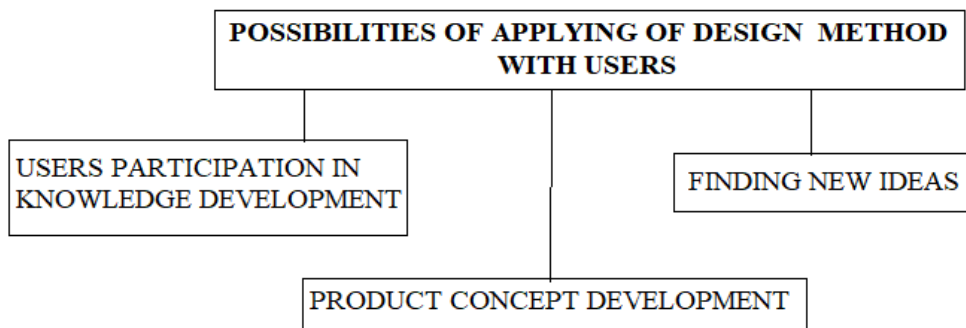 POSSIBILITIES OF APPLYING OF DESIGN METHOD
WITH USERS
USERS PARTICIPATION IN
KNOWLEDGE DEVELOPMENT
FINDING NEW IDEAS
PRODUCT CONCEPT DEVELOPMENT